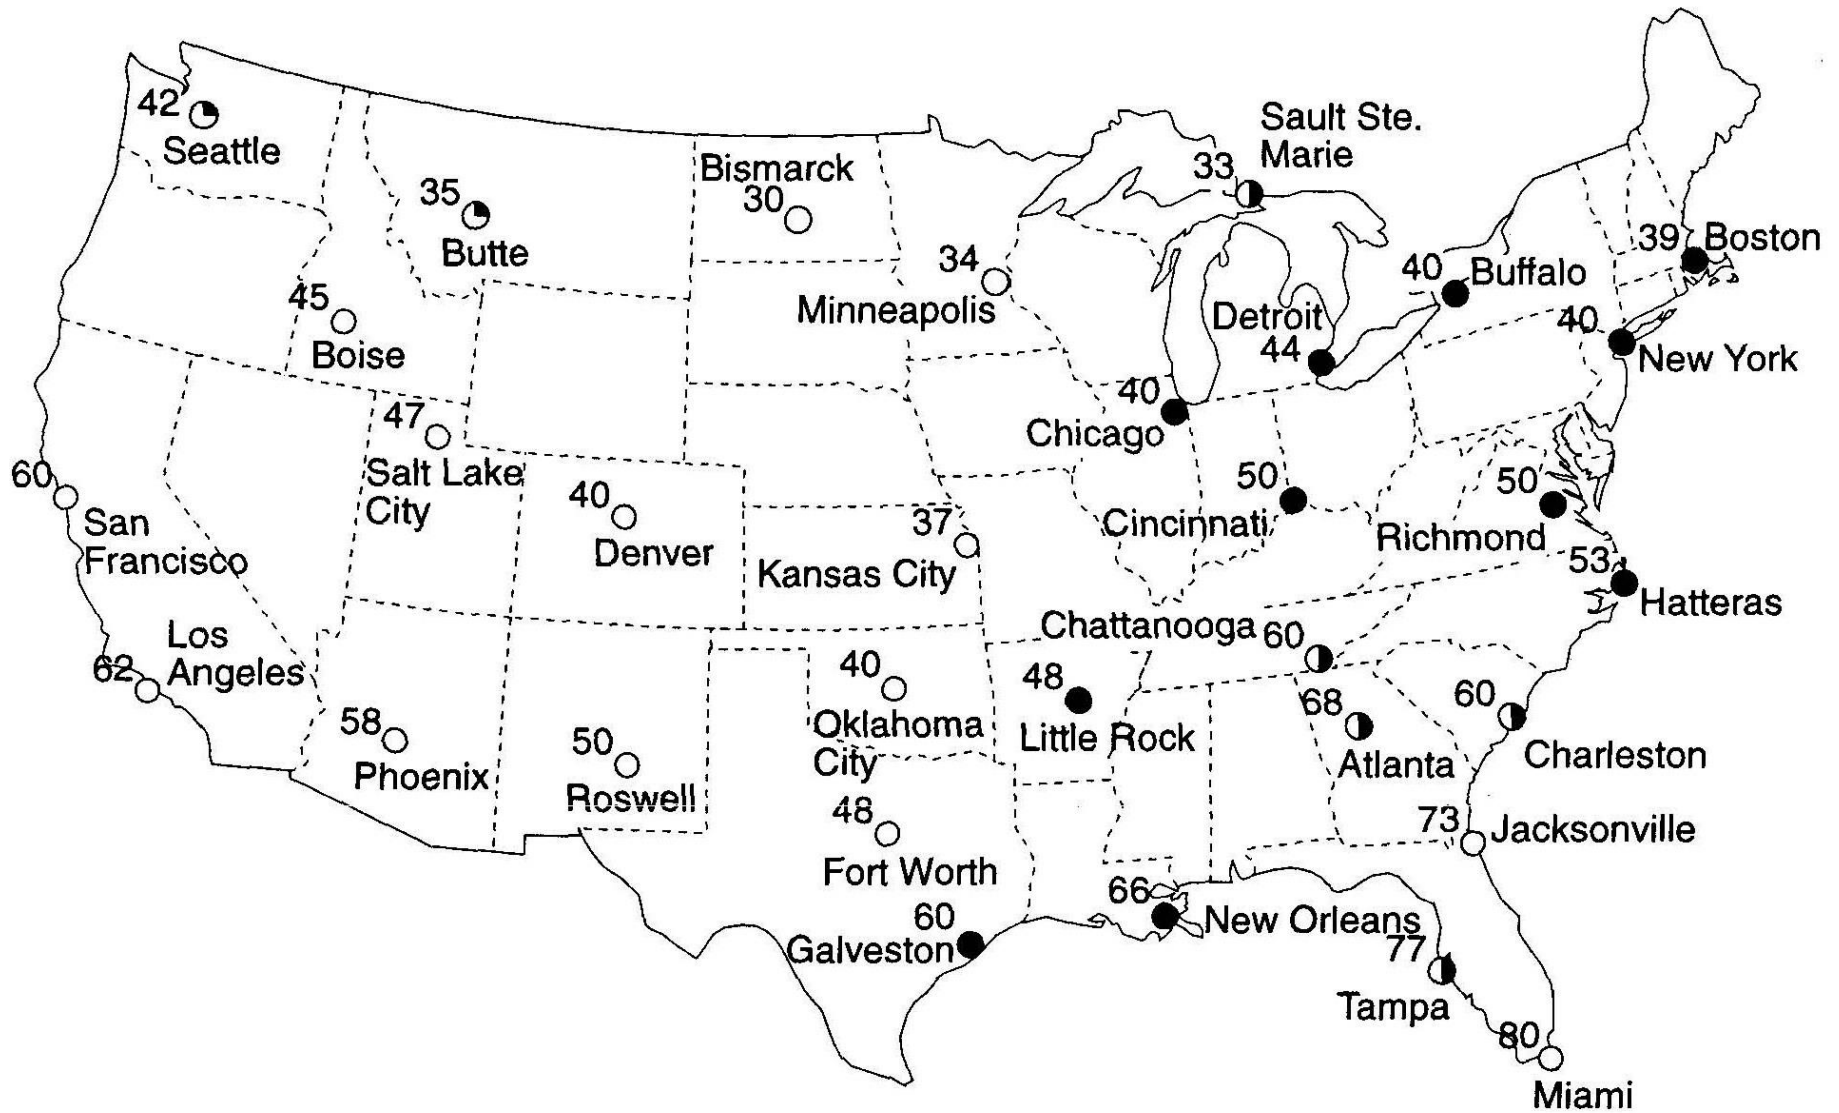 Sault Ste.
Marie
33
42
Seattle
Bismarck
30
35
Butte
39 Boston
34
Minneapolis
40 Buffalo
45
Boise
Detroit
44
40
New York
40
Chicago
47
Salt Lake
City
60
San
Francisco
40
Denver
37
Kansas City
50
Cincinnati
50
Richmond
53
Hatteras
Chattanooga 60
Los
Angeles
62
40
Oklahoma
City
48
Little Rock
68
Atlanta
60
Charleston
58
Phoenix
50
Roswell
48
Fort Worth
73 Jacksonville
66
New Orleans
60
Galveston
77
Tampa
80
Miami